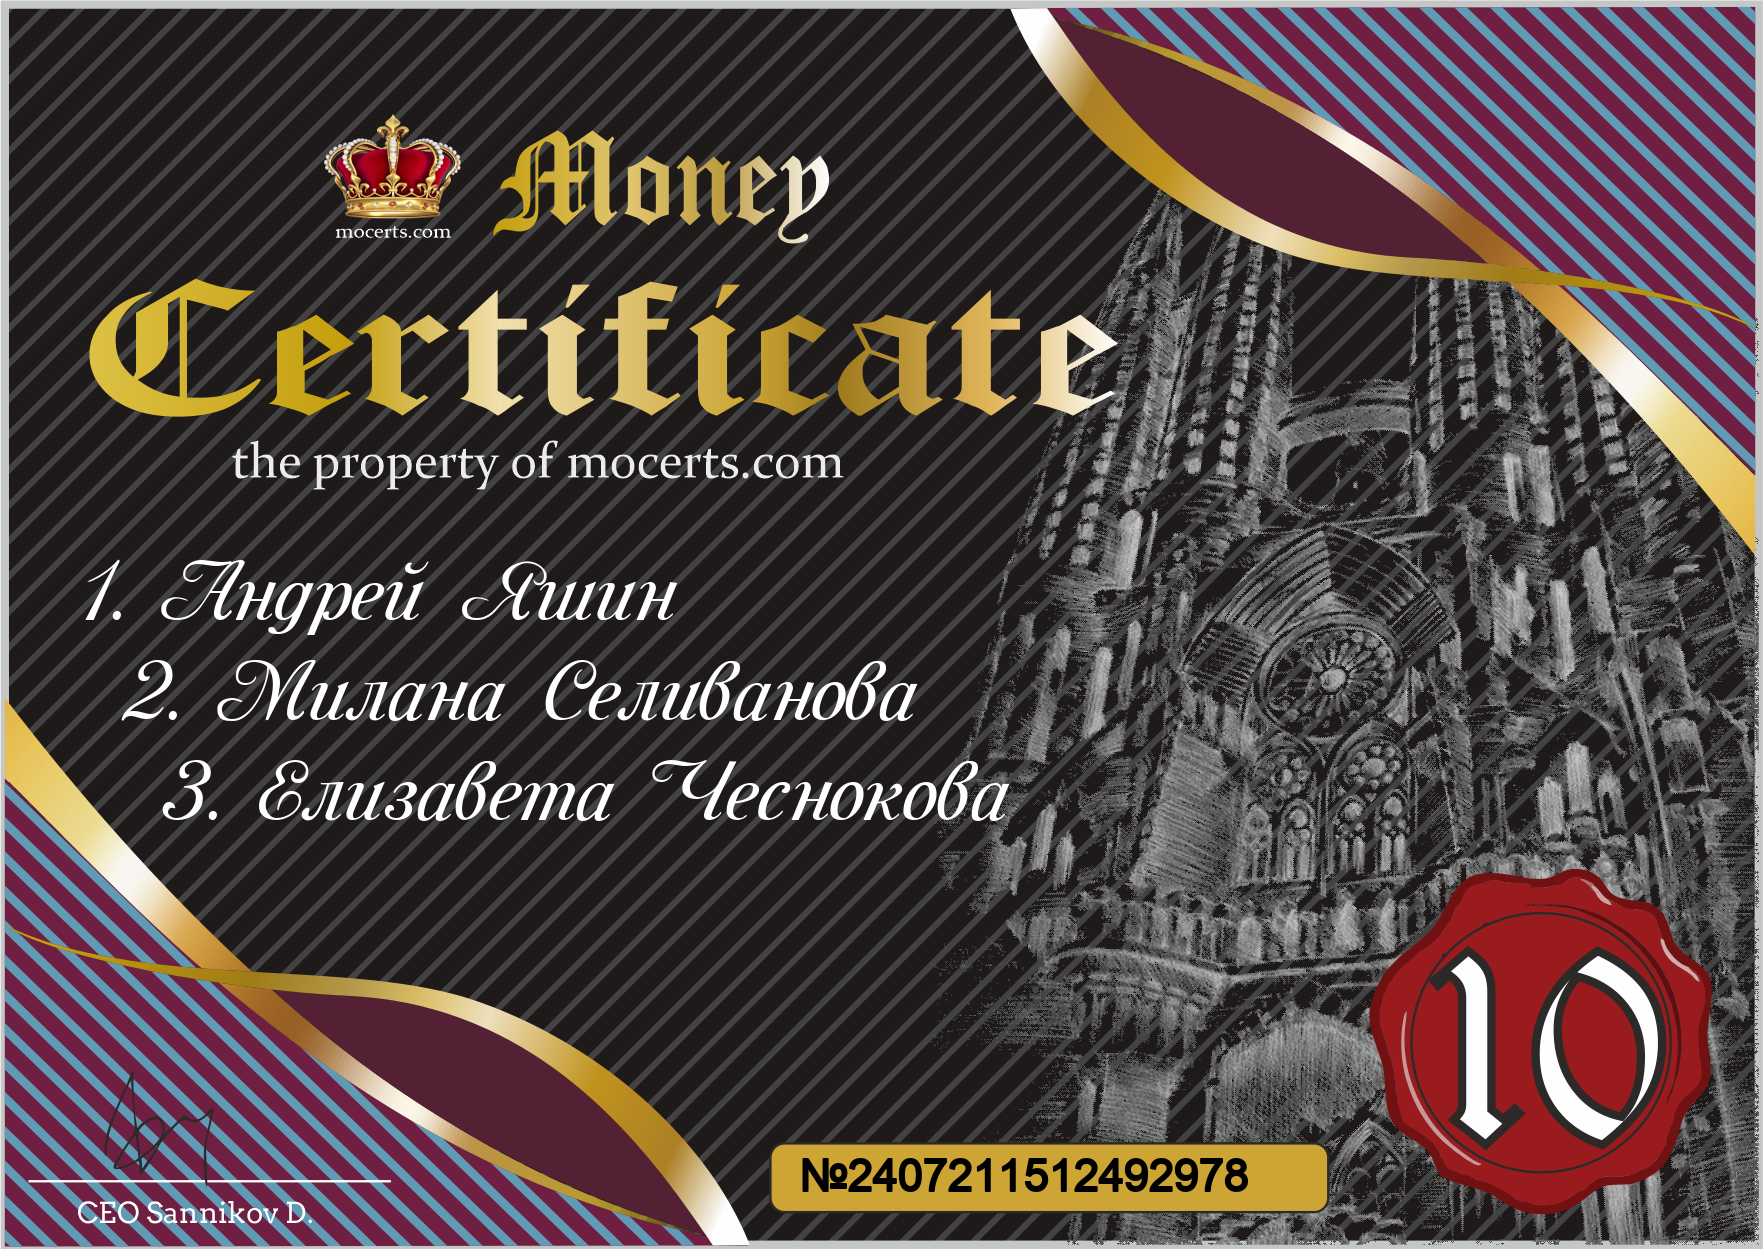 mocerts.com
Money
Certificate
the property of mocerts.com
1. Андрей Яшин
2. Милана Селиванова
3. Елизавета Чеснокова
10
№2407211512492978
CEO Sannikov D.